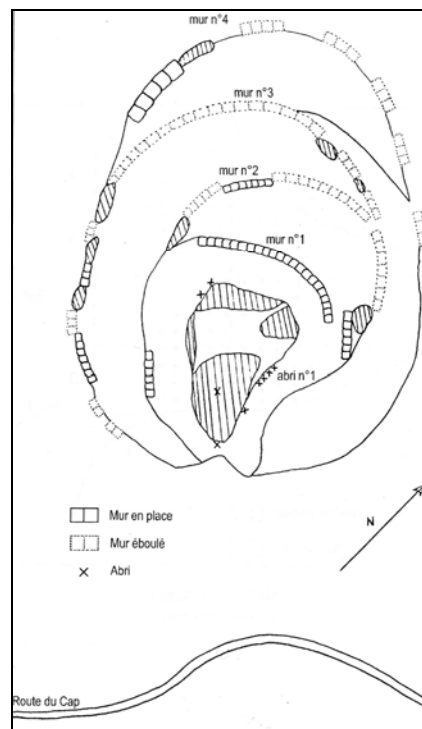 mur n°4
mur n°3
mur n°2
mur n°1
abri n°1
Mur en place
Mur éboulé
Abri
N
Route du Cap